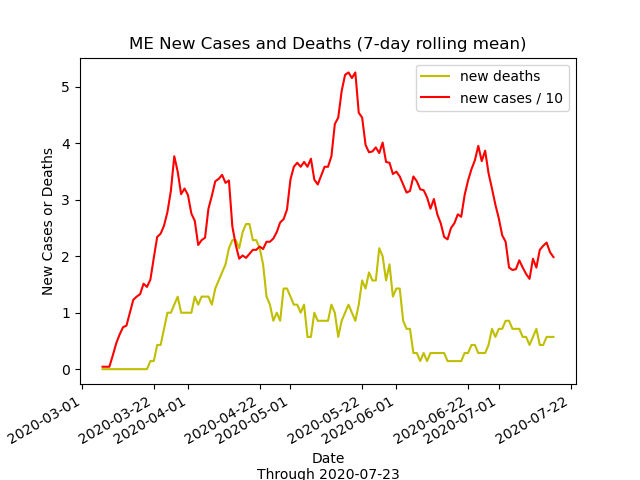 ME New Cases and Deaths (7-day rolling mean)
new deaths
new cases / 10
New Cases or Deaths
5
4
3
2
1
0
2020-03-01
2020-03-22
2020-04-01
2020-04-22
2020-05-01
2020-05-22
2020-06-01
2020-06-22
2020-07-01
2020-07-22
Date
Through 2020-07-23